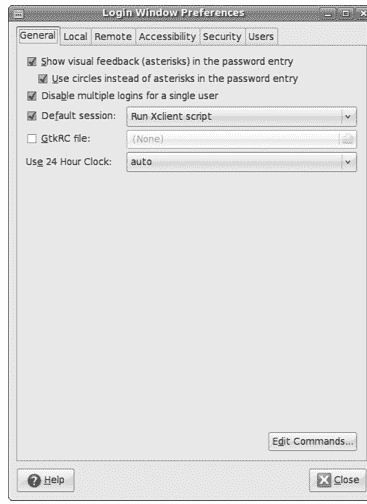 Login Window Preferences
General Local Remote Accessibility Security Users
Show visual feedback (asterisks) in the password entry
Use circles instead of asterisks in the password entry
Disable multiple logins for a single user
Default session: Run Xclient script
GtkRC file: (None)
Use 24 Hour Clock: auto
Edit Commands...
Help Close